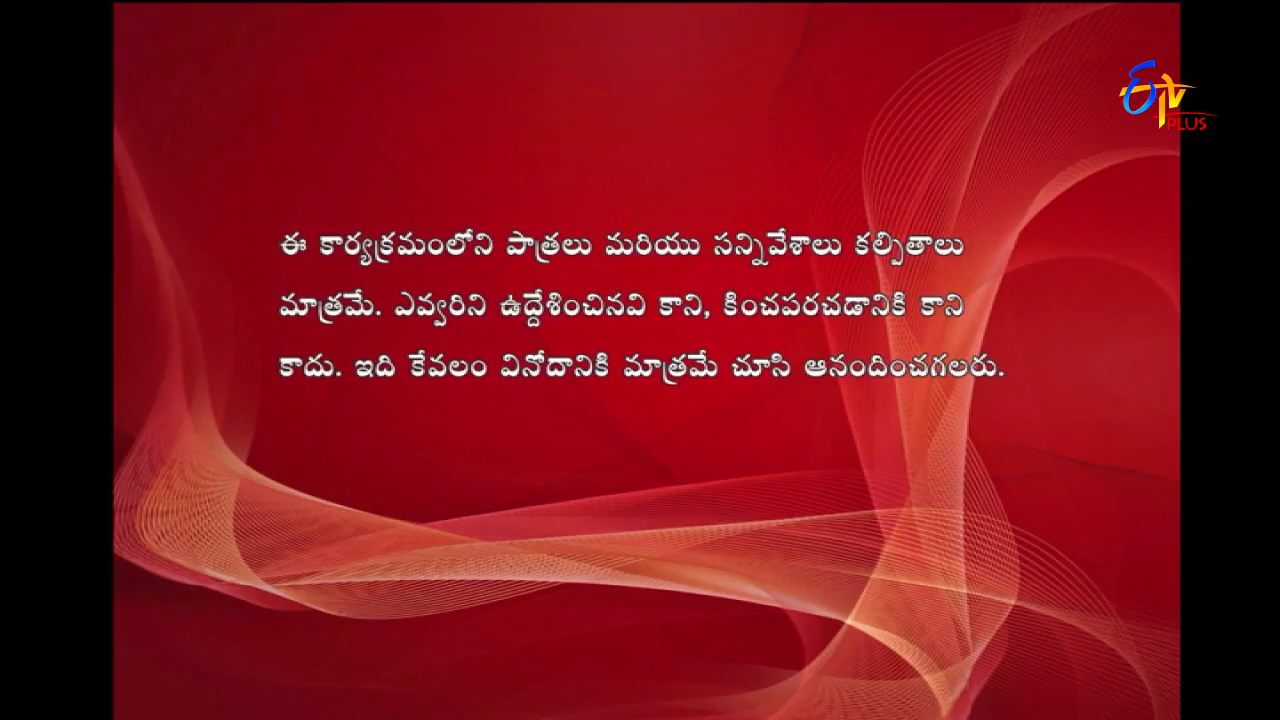 ఈ కార్యక్రమంలోని పాత్రలు మరియు సన్నివేశాలు కల్పితాలు
మాత్రమే. ఎవ్వరిని ఉద్దేశించినవి కాని, కించపరచడానికి కాని
కాదు. ఇది కేవలం వినోదానికి మాత్రమే చూసి ఆనందించగలరు.
ETV
PLUS